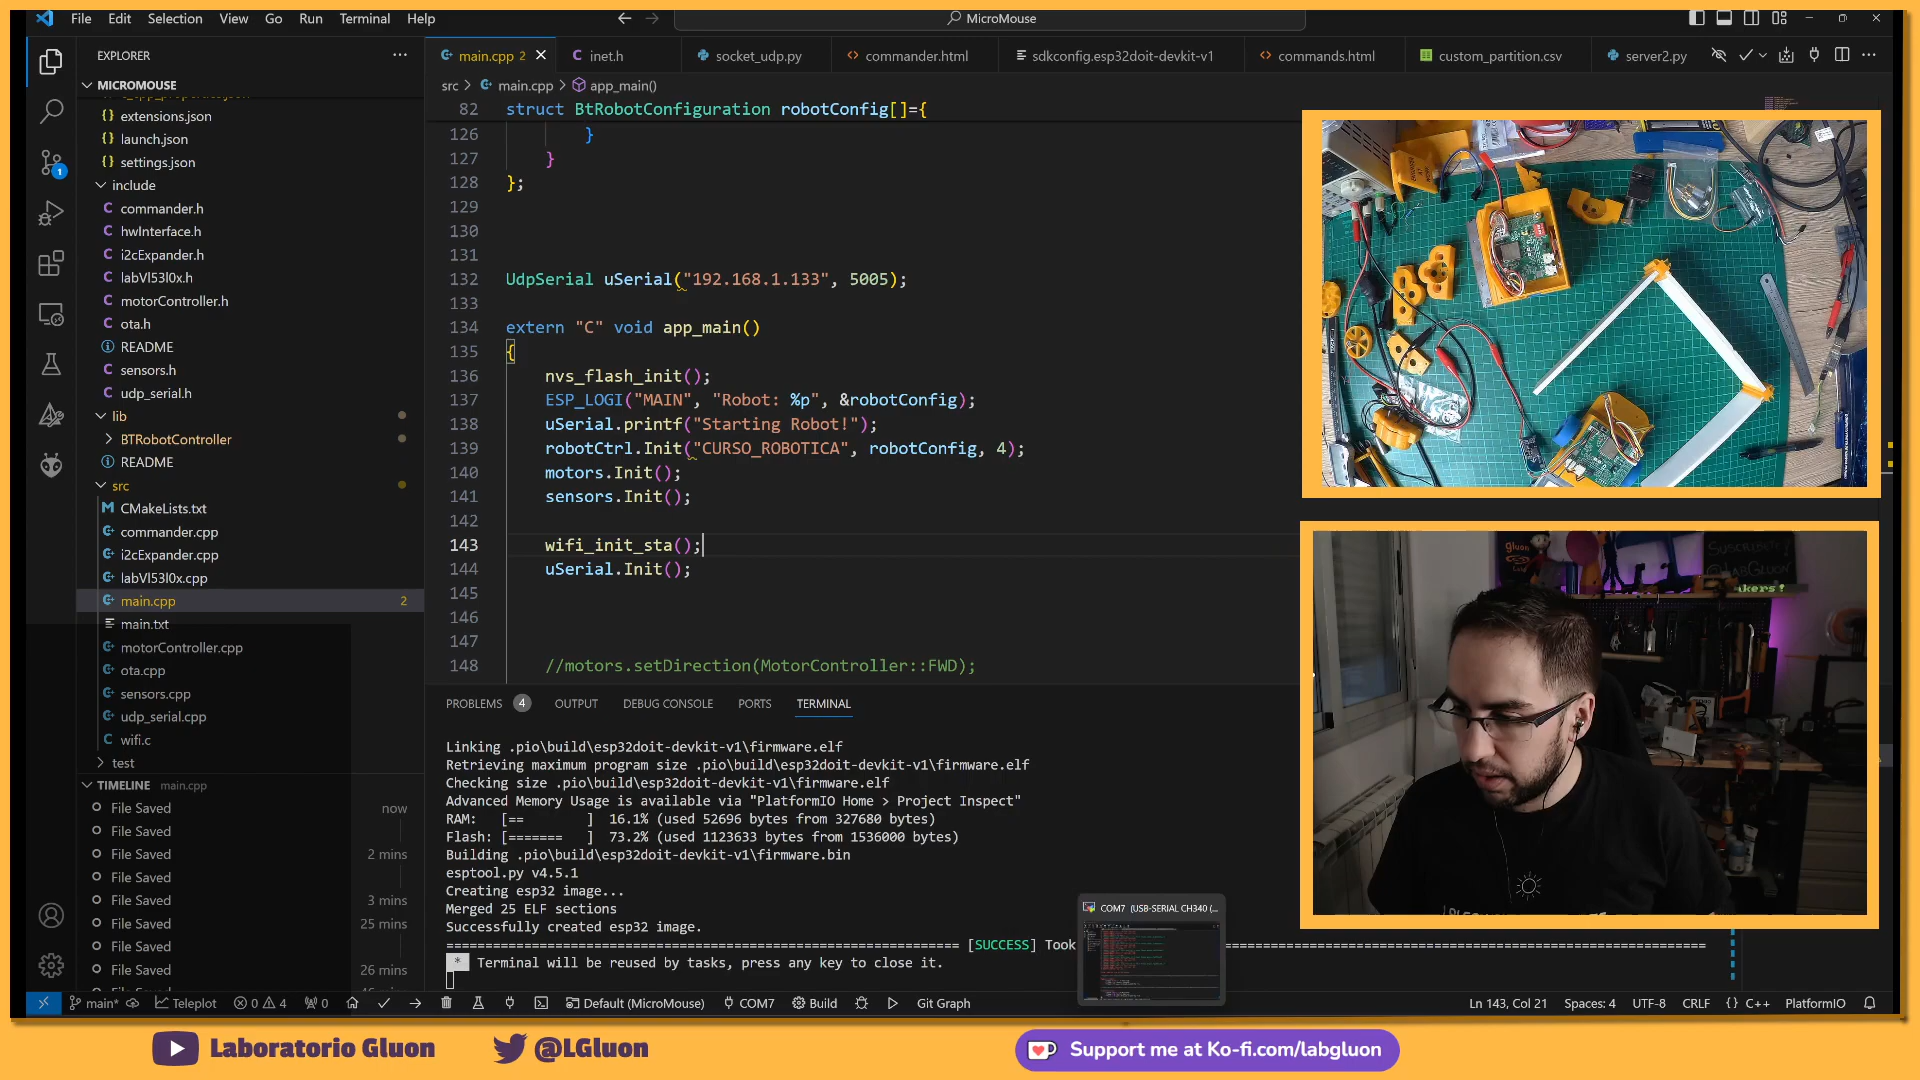 File Edit Selection View Go Run Terminal Help
MicroMouse
EXPLORER
MICROMOUSE
extensions.json
launch.json
settings.json
include
commander.h
hwInterface.h
i2cExpander.h
labVl53l0x.h
motorController.h
ota.h
README
sensors.h
udp_serial.h
lib
BTRobotController
README
src
CMakeLists.txt
commander.cpp
i2cExpander.cpp
labVl53l0x.cpp
main.cpp 2
main.txt
motorController.cpp
ota.cpp
sensors.cpp
udp_serial.cpp
wifi.c
test
TIMELINE main.cpp
File Saved now
File Saved
File Saved 2 mins
File Saved
File Saved 3 mins
File Saved 25 mins
File Saved
File Saved 26 mins
main.cpp 2
inet.h
socket_udp.py
commander.html
sdkconfig.esp32doit-devkit-v1
commands.html
custom_partition.csv
server2.py
src > main.cpp > app_main()
82 struct BtRobotConfiguration robotConfig[]={
126 }
127 }
128 };
129
130
131
132 UdpSerial uSerial("192.168.1.133", 5005);
133
134 extern "C" void app_main()
135 {
136 nvs_flash_init();
137 ESP_LOGI("MAIN", "Robot: %p", &robotConfig);
138 uSerial.printf("Starting Robot!");
139 robotCtrl.Init("CURSO_ROBOTICA", robotConfig, 4);
140 motors.Init();
141 sensors.Init();
142
143 wifi_init_sta();
144 uSerial.Init();
145
146
147
148 //motors.setDirection(MotorController::FWD);
PROBLEMS 4 OUTPUT DEBUG CONSOLE PORTS TERMINAL
Linking .pio\build\esp32doit-devkit-v1\firmware.elf
Retrieving maximum program size .pio\build\esp32doit-devkit-v1\firmware.elf
Checking size .pio\build\esp32doit-devkit-v1\firmware.elf
Advanced Memory Usage is available via "PlatformIO Home > Project Inspect"
RAM: [== ] 16.1% (used 52696 bytes from 327680 bytes)
Flash: [======= ] 73.2% (used 1123633 bytes from 1536000 bytes)
Building .pio\build\esp32doit-devkit-v1\firmware.bin
esptool.py v4.5.1
Creating esp32 image...
Merged 25 ELF sections
Successfully created esp32 image.
[SUCCESS] Took
* Terminal will be reused by tasks, press any key to close it.
COM7 (USB-SERIAL CH340 (...
gluon
SUSCRIBETE
@LABGLUON
akers!
1
main* Teleplot 0 4 0 Default (MicroMouse) COM7 Build Git Graph
Ln 143, Col 21 Spaces: 4 UTF-8 CRLF {} C++ PlatformIO
Laboratorio Gluon
@LGluon
Support me at Ko-fi.com/labgluon